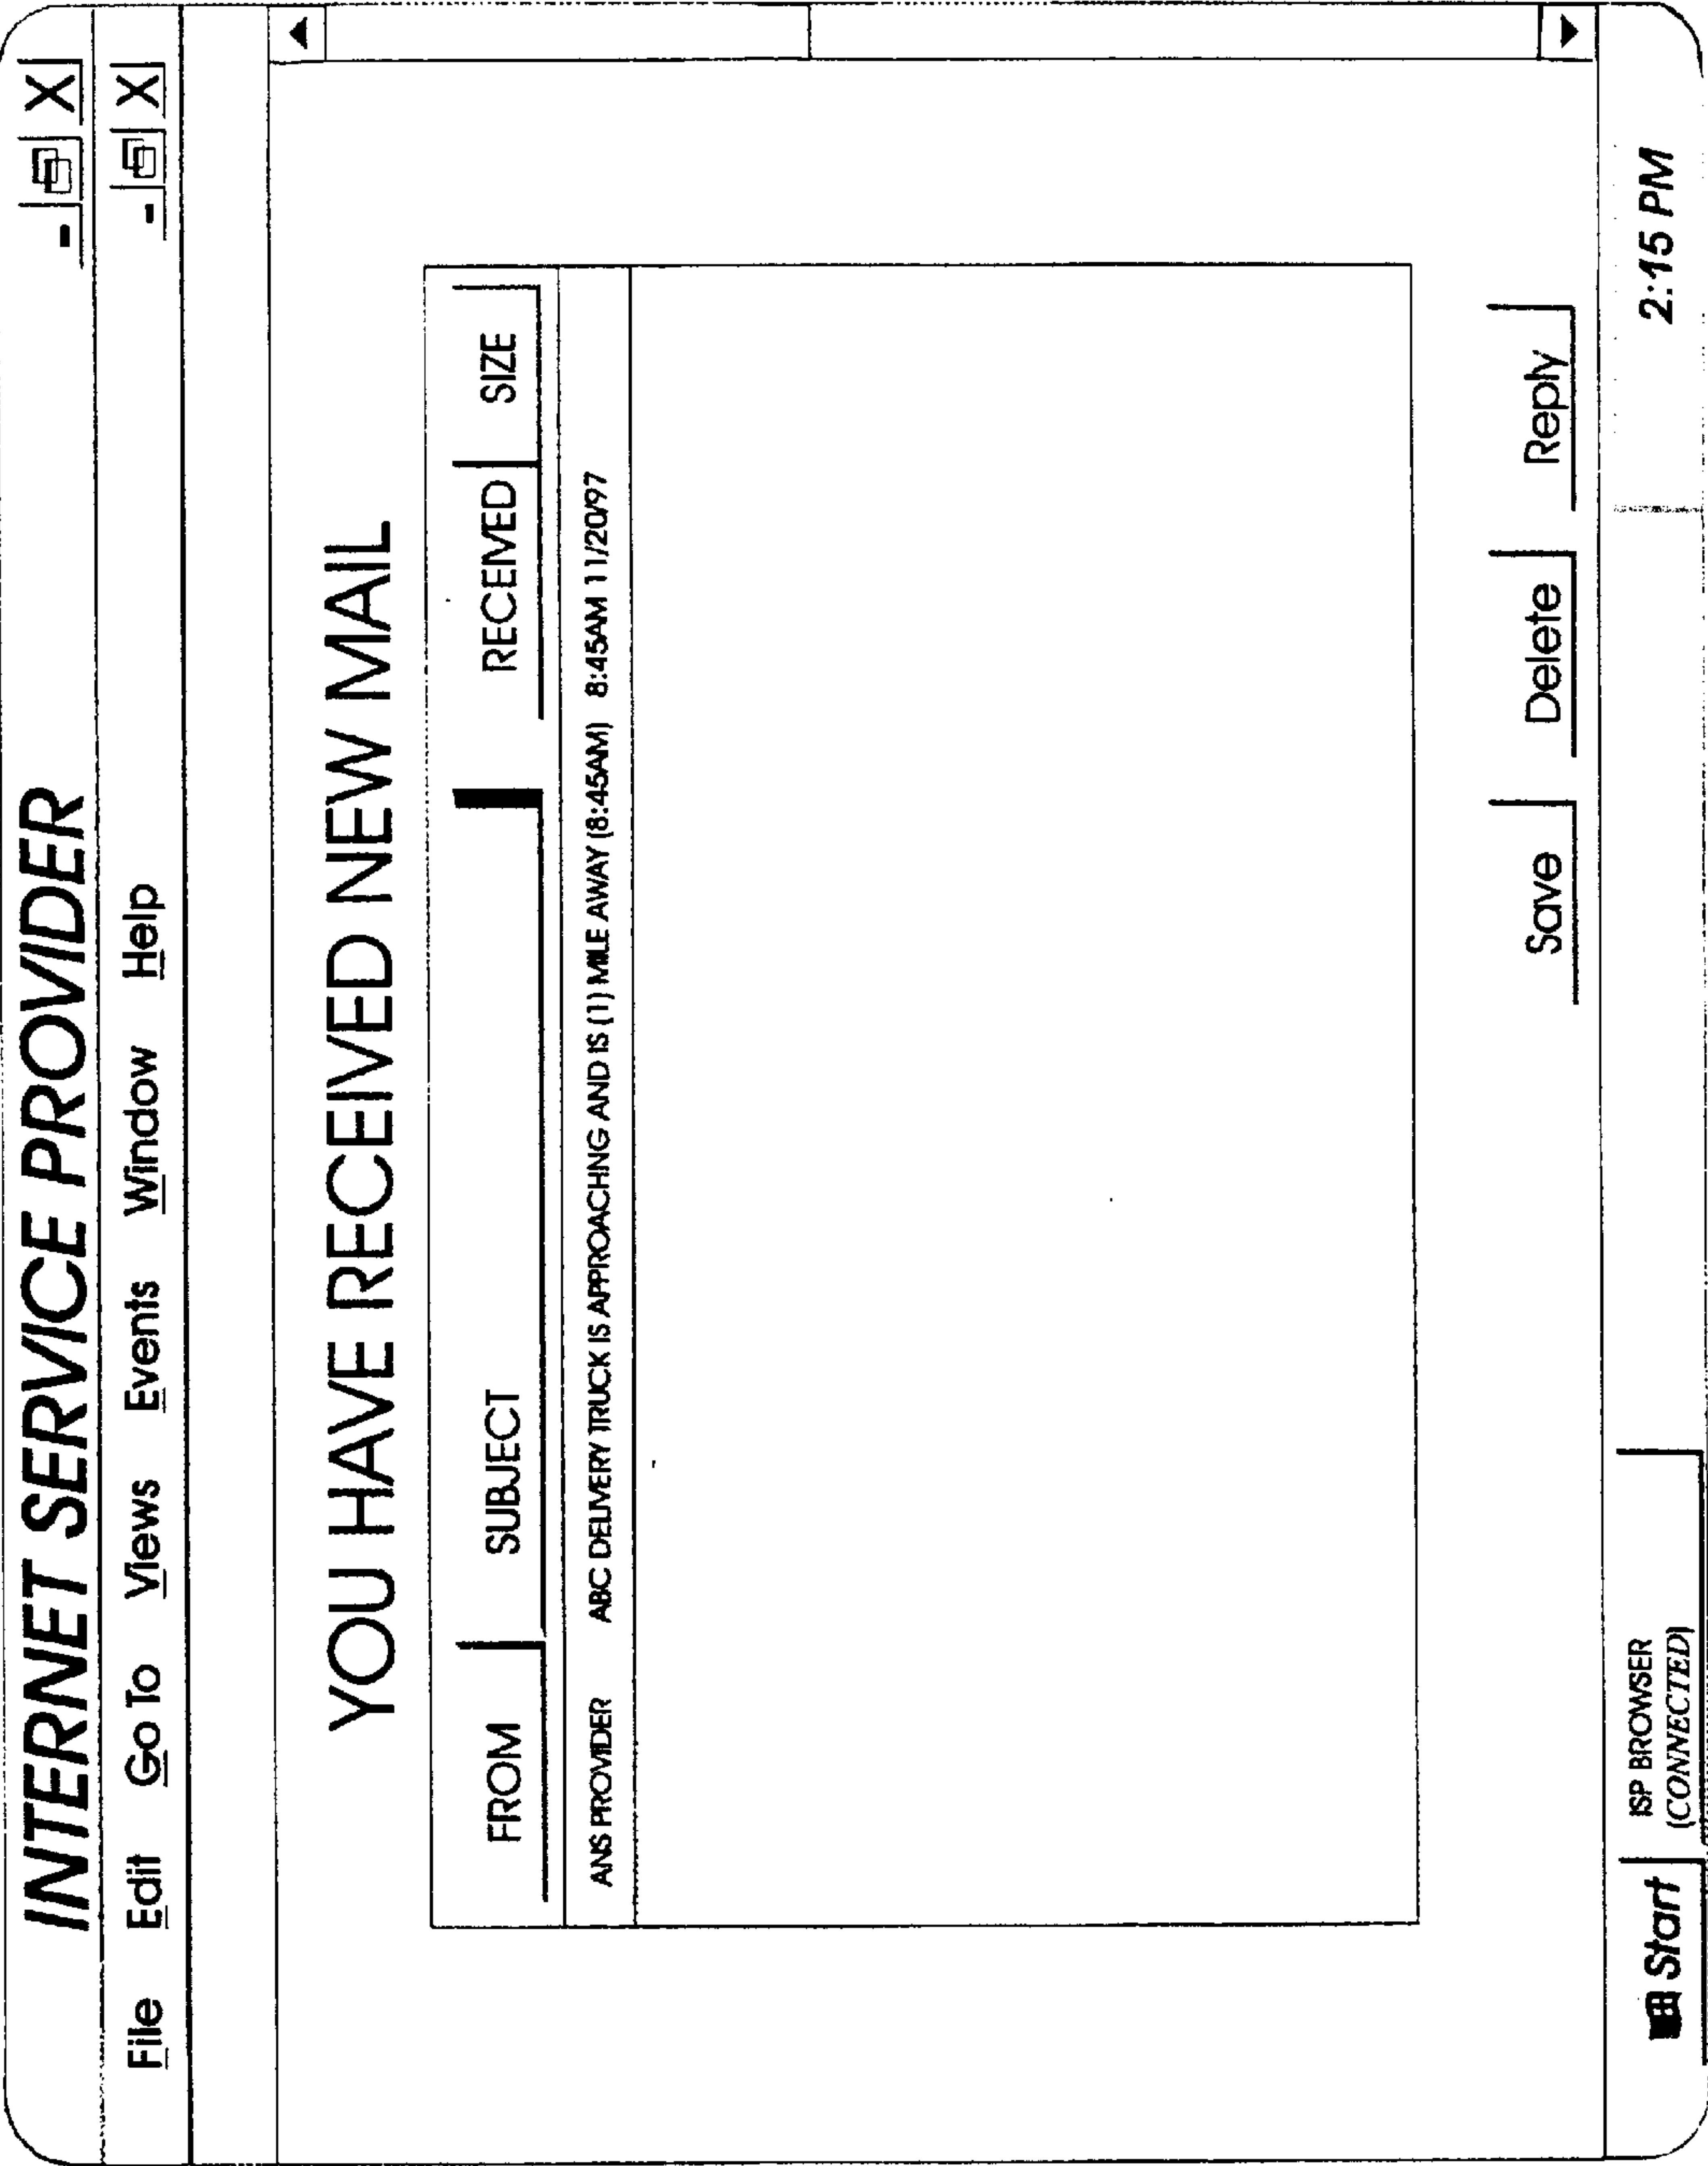 INTERNET SERVICE PROVIDER
File Edit Go To Views Events Window Help
YOU HAVE RECEIVED NEW MAIL
FROM SUBJECT RECEIVED SIZE
ANS PROVIDER ABC DELIVERY TRUCK IS APPROACHNG AND IS (1) MILE AWAY (8:45AM) 8:45AM 11/20/97
Save Delete Reply
Start ISP BROWSER 2:15 PM
(CONNECTED)